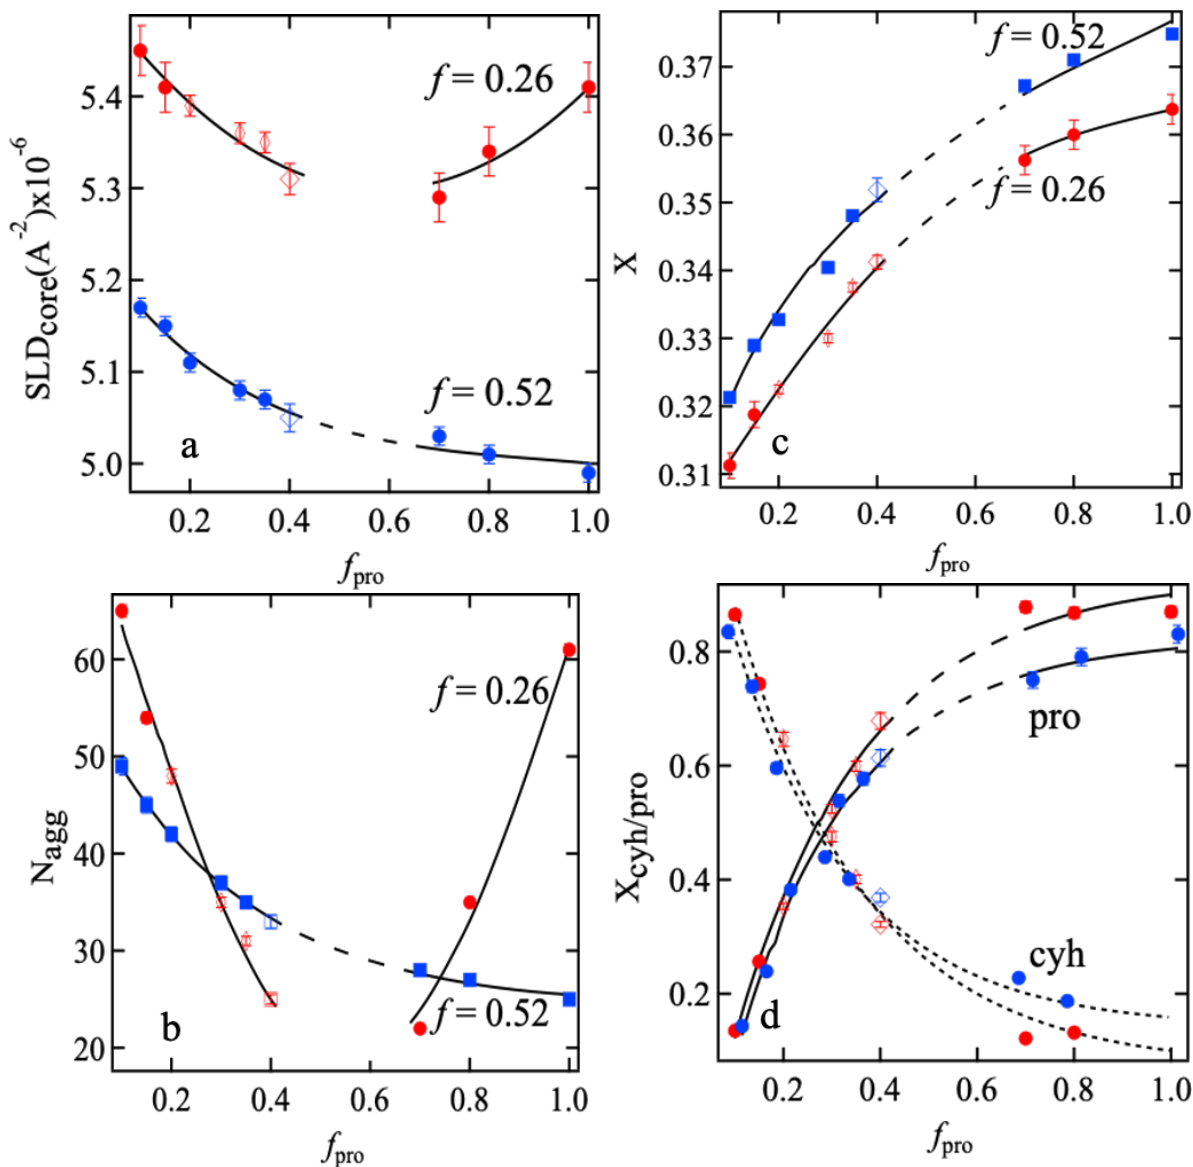 5.4
5.3
5.2
5.1
5.0
SLDcore(A-2)x10-6
f = 0.26
f = 0.52
a
0.2 0.4 0.6 0.8 1.0
fpro
0.37
0.36
0.35
0.34
0.33
0.32
0.31
X
f = 0.52
f = 0.26
c
0.2 0.4 0.6 0.8 1.0
fpro
60
50
40
30
20
Nagg
f = 0.26
f = 0.52
b
0.2 0.4 0.6 0.8 1.0
fpro
0.8
0.6
0.4
0.2
Xcyh/pro
pro
cyh
d
0.2 0.4 0.6 0.8 1.0
fpro